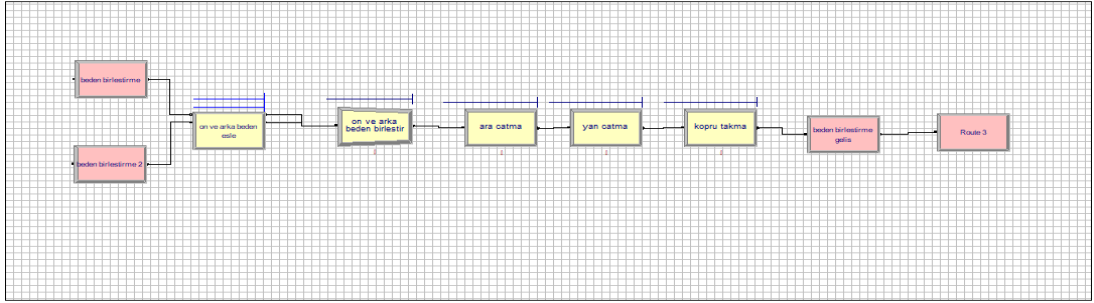 beden birlestirme
on ve arka beden
esle
beden birlestirme 2
on ve arka
beden birlestir
ara catma
yan catma
kopru takma
beden birlestirme
gelis
Route 3